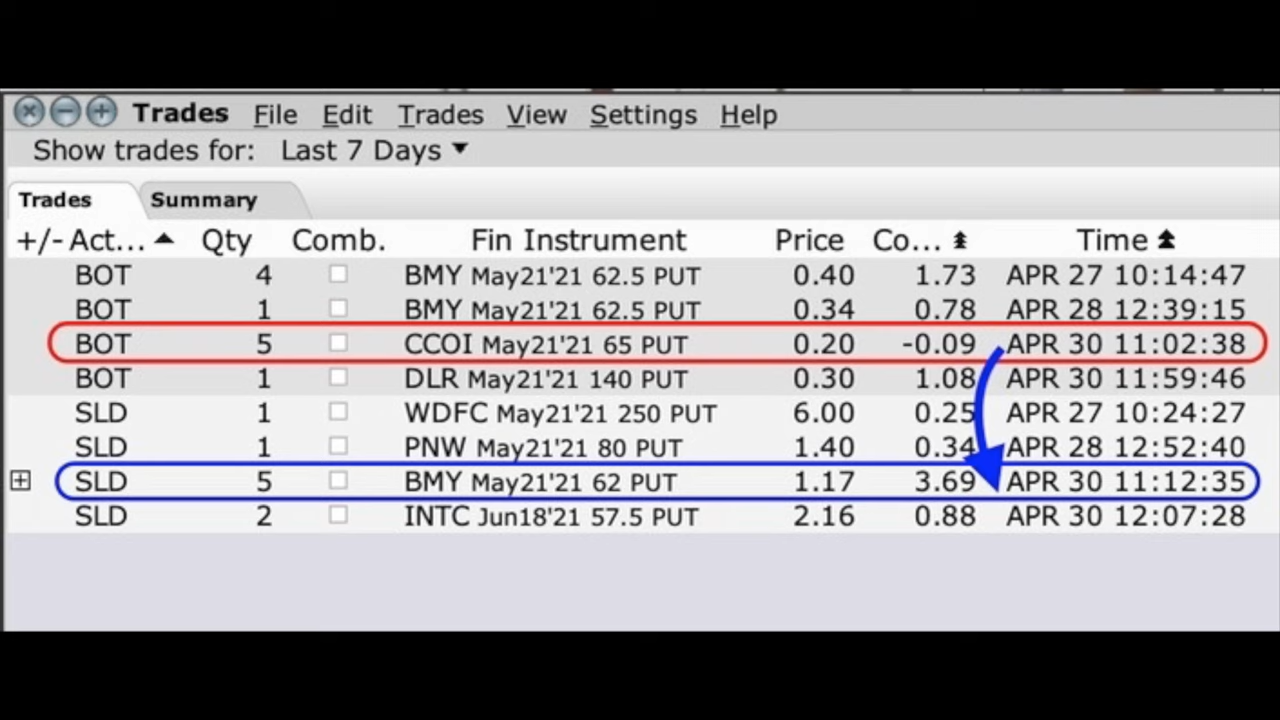 Trades File Edit Trades View Settings Help
Show trades for: Last 7 Days
Trades Summary
+/- Act... Qty Comb. Fin Instrument Price Co... Time
BOT 4 BMY May21'21 62.5 PUT 0.40 1.73 APR 27 10:14:47
BOT 1 BMY May21'21 62.5 PUT 0.34 0.78 APR 28 12:39:15
BOT 5 CCOI May21'21 65 PUT 0.20 -0.09 APR 30 11:02:38
BOT 1 DLR May21'21 140 PUT 0.30 1.08 APR 30 11:59:46
SLD 1 WDFC May21'21 250 PUT 6.00 0.25 APR 27 10:24:27
SLD 1 PNW May21'21 80 PUT 1.40 0.34 APR 28 12:52:40
SLD 5 BMY May21'21 62 PUT 1.17 3.69 APR 30 11:12:35
SLD 2 INTC Jun18'21 57.5 PUT 2.16 0.88 APR 30 12:07:28